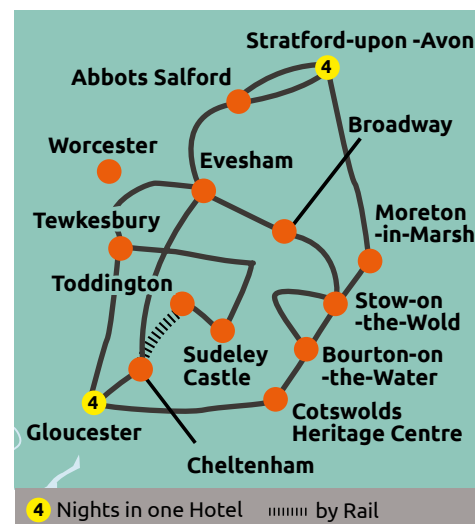 Stratford-upon -Avon
4
Abbots Salford
Broadway
Worcester
Evesham
Moreton
-in-Marsh
Tewkesbury
Toddington
Stow-on
-the-Wold
Sudeley
Castle
Bourton-on
-the-Water
4
Gloucester
Cotswolds
Heritage Centre
Cheltenham
4 Nights in one Hotel
by Rail